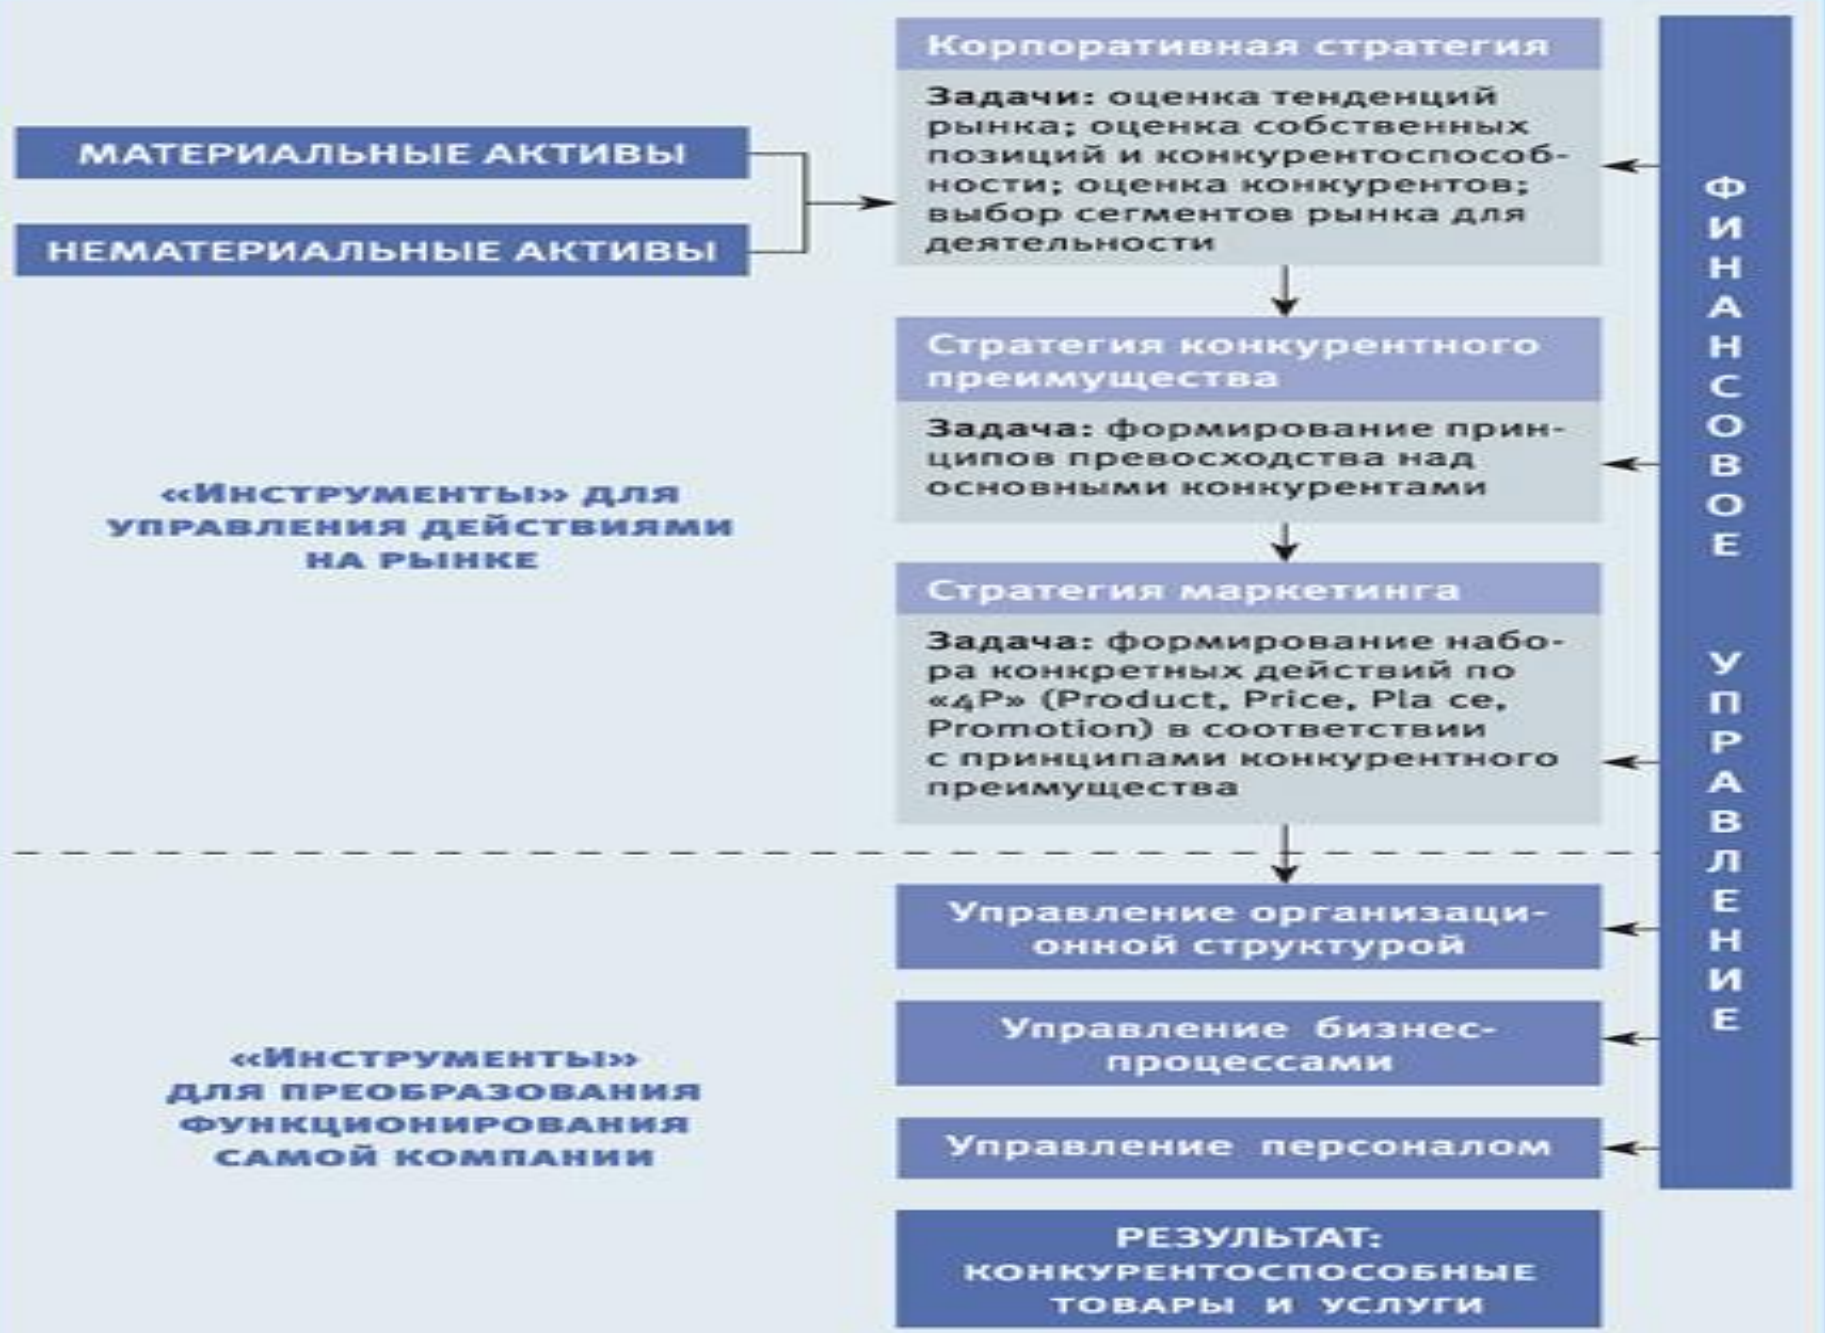 МАТЕРИАЛЬНЫЕ АКТИВЫ
НЕМАТЕРИАЛЬНЫЕ АКТИВЫ
Корпоративная стратегия
Задачи: оценка тенденций
рынка; оценка собственных
позиций и конкурентоспособ-
ности; оценка конкурентов;
выбор сегментов рынка для
деятельности
Стратегия конкурентного
преимущества
Задача: формирование прин-
ципов превосходства над
основными конкурентами
«Инструменты» для
управления действиями
на рынке
Стратегия маркетинга
Задача: формирование набо-
ра конкретных действий по
«4P» (Product, Price, Pla ce,
Promotion) в соответствии
с принципами конкурентного
преимущества
Управление организаци-
онной структурой
Управление бизнес-
процессами
Управление персоналом
«Инструменты»
для преобразования
функционирования
самой компании
РЕЗУЛЬТАТ:
КОНКУРЕНТОСПОСОБНЫЕ
ТОВАРЫ И УСЛУГИ
ФИНАНСОВОЕ УПРАВЛЕНИЕ